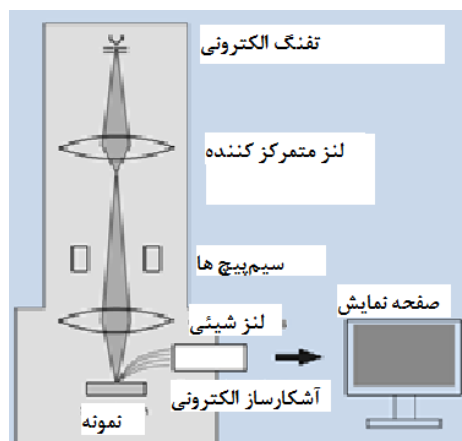 تفنگ الکترونی
لنز متمرکز کننده
سیم‌پیچ ها
صفحه نمایش
لنز شیئی
آشکارساز الکترونی
نمونه